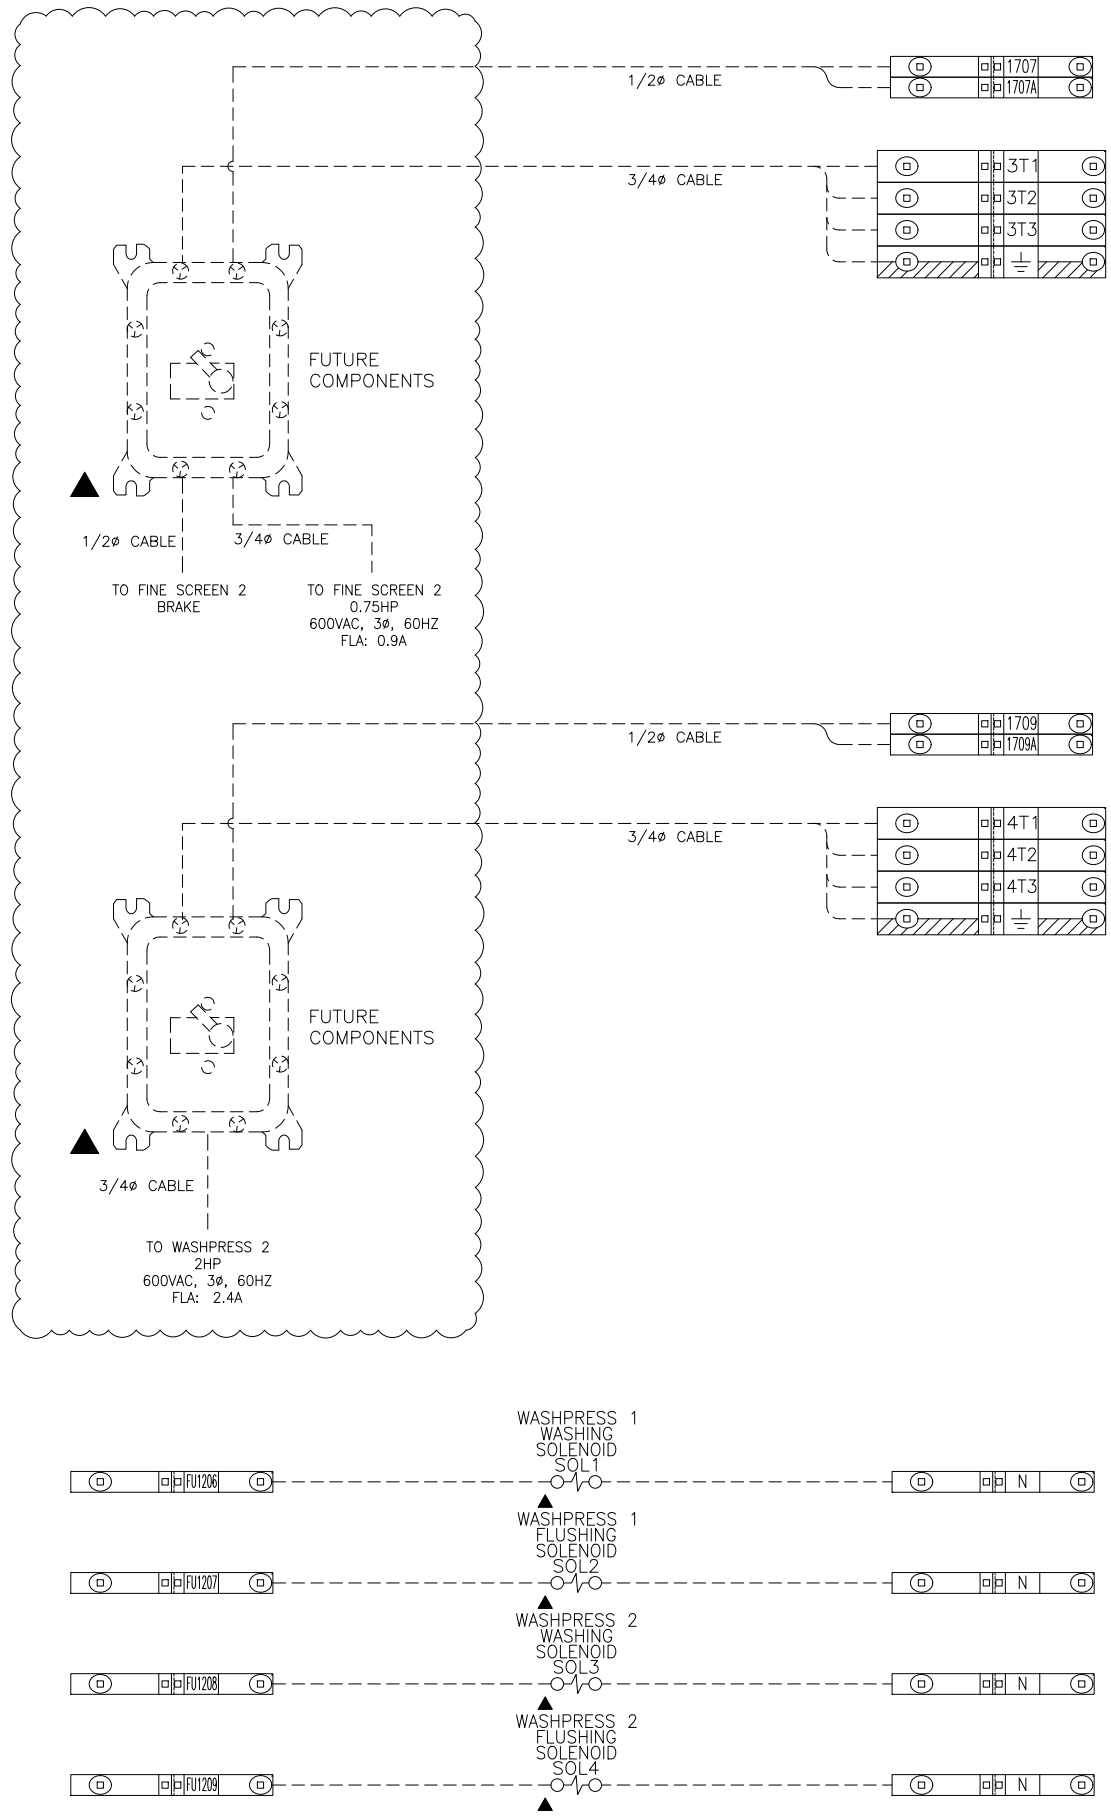 1/2ø CABLE
1707
1707A
3/4ø CABLE
3T1
3T2
3T3
FUTURE
COMPONENTS
1/2ø CABLE
3/4ø CABLE
TO FINE SCREEN 2
BRAKE
TO FINE SCREEN 2
0.75HP
600VAC, 3ø, 60HZ
FLA: 0.9A
1/2ø CABLE
1709
1709A
3/4ø CABLE
4T1
4T2
4T3
FUTURE
COMPONENTS
3/4ø CABLE
TO WASHPRESS 2
2HP
600VAC, 3ø, 60HZ
FLA: 2.4A
WASHPRESS 1
WASHING
SOLENOID
SOL1
FU1206
N
WASHPRESS 1
FLUSHING
SOLENOID
SOL2
FU1207
N
WASHPRESS 2
WASHING
SOLENOID
SOL3
FU1208
N
WASHPRESS 2
FLUSHING
SOLENOID
SOL4
FU1209
N